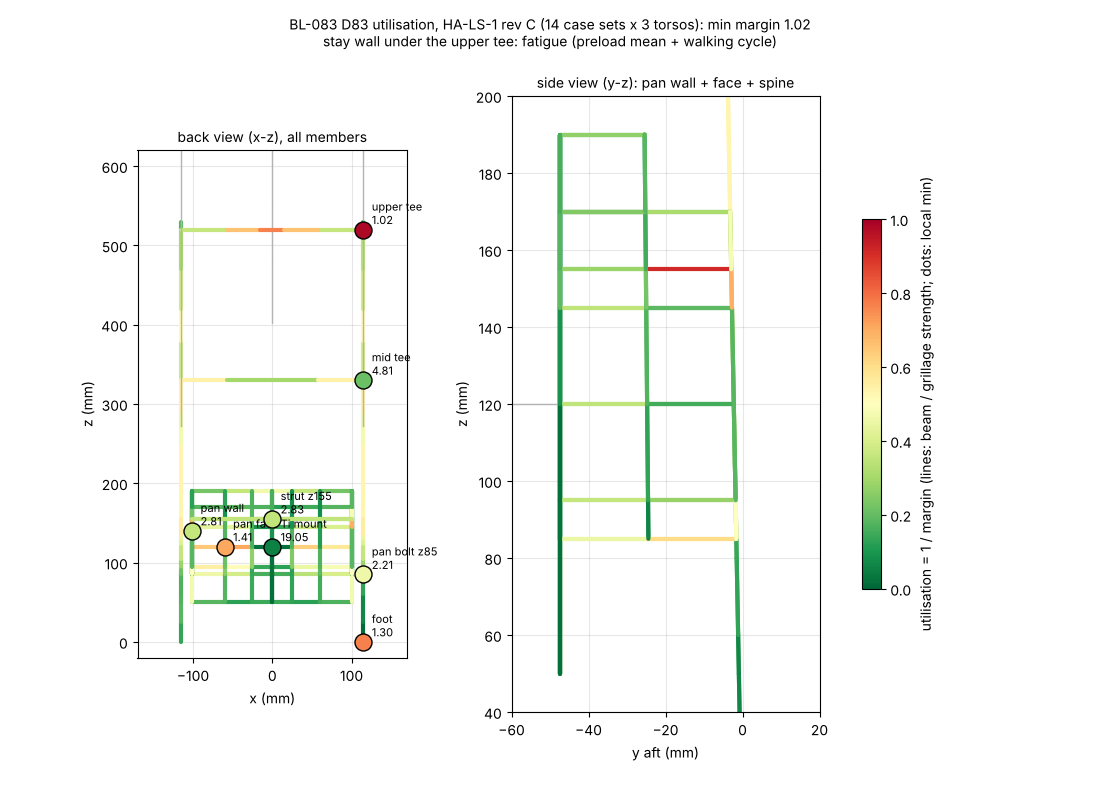 BL-083 D83 utilisation, HA-LS-1 rev C (14 case sets x 3 torsos): min margin 1.02
stay wall under the upper tee: fatigue (preload mean + walking cycle)
back view (x-z), all members
600
500
400
300
200
100
0
z (mm)
−100
0
100
x (mm)
upper tee
1.02
mid tee
4.81
strut z155
2.83
pan wall
2.81
pan fa
1.41
mount
19.05
pan bolt z85
2.21
foot
1.30
side view (y-z): pan wall + face + spine
200
180
160
140
120
100
80
60
40
z (mm)
−60
−40
−20
0
20
y aft (mm)
1.0
0.8
0.6
0.4
0.2
0.0
utilisation = 1 / margin (lines: beam / grillage strength; dots: local min)